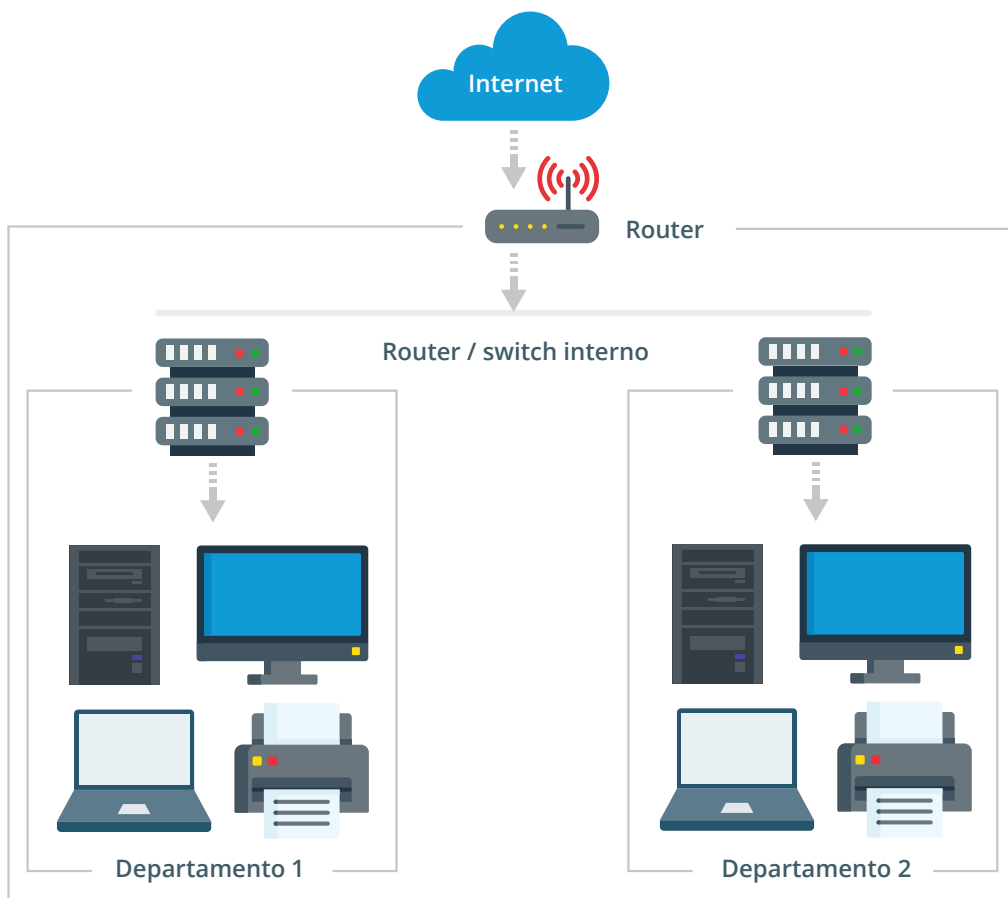 Internet
Router
Router / switch interno
Departamento 1
Departamento 2